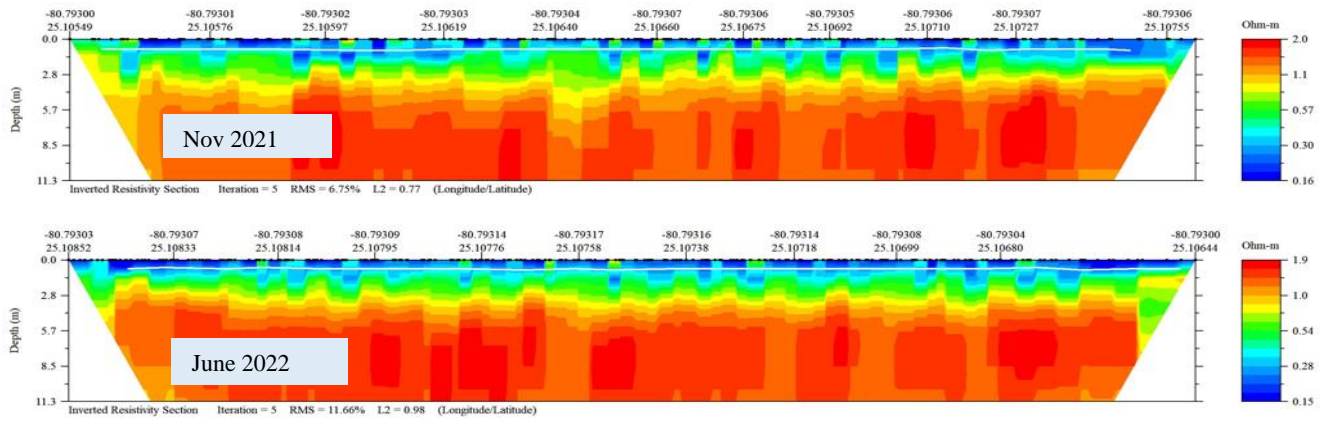 -80.79300 -80.79301 -80.79302 -80.79303 -80.79304 -80.79307 -80.79306 -80.79305 -80.79306 -80.79307 -80.79306
25.10549 25.10576 25.10597 25.10619 25.10640 25.10660 25.10675 25.10692 25.10710 25.10727 25.10755
Ohm-m
0.0
2.8
5.7
8.5
11.3
Depth (m)
Nov 2021
2.0
1.1
0.57
0.30
0.16
Inverted Resistivity Section Iteration = 5 RMS = 6.75% L2 = 0.77 (Longitude/Latitude)
-80.79303 -80.79307 -80.79308 -80.79309 -80.79314 -80.79317 -80.79316 -80.79314 -80.79308 -80.79304 -80.79300
25.10852 25.10833 25.10814 25.10795 25.10776 25.10758 25.10738 25.10718 25.10699 25.10680 25.10644
Ohm-m
0.0
2.8
5.7
8.5
11.3
Depth (m)
June 2022
1.9
1.0
0.54
0.28
0.15
Inverted Resistivity Section Iteration = 5 RMS = 11.66% L2 = 0.98 (Longitude/Latitude)